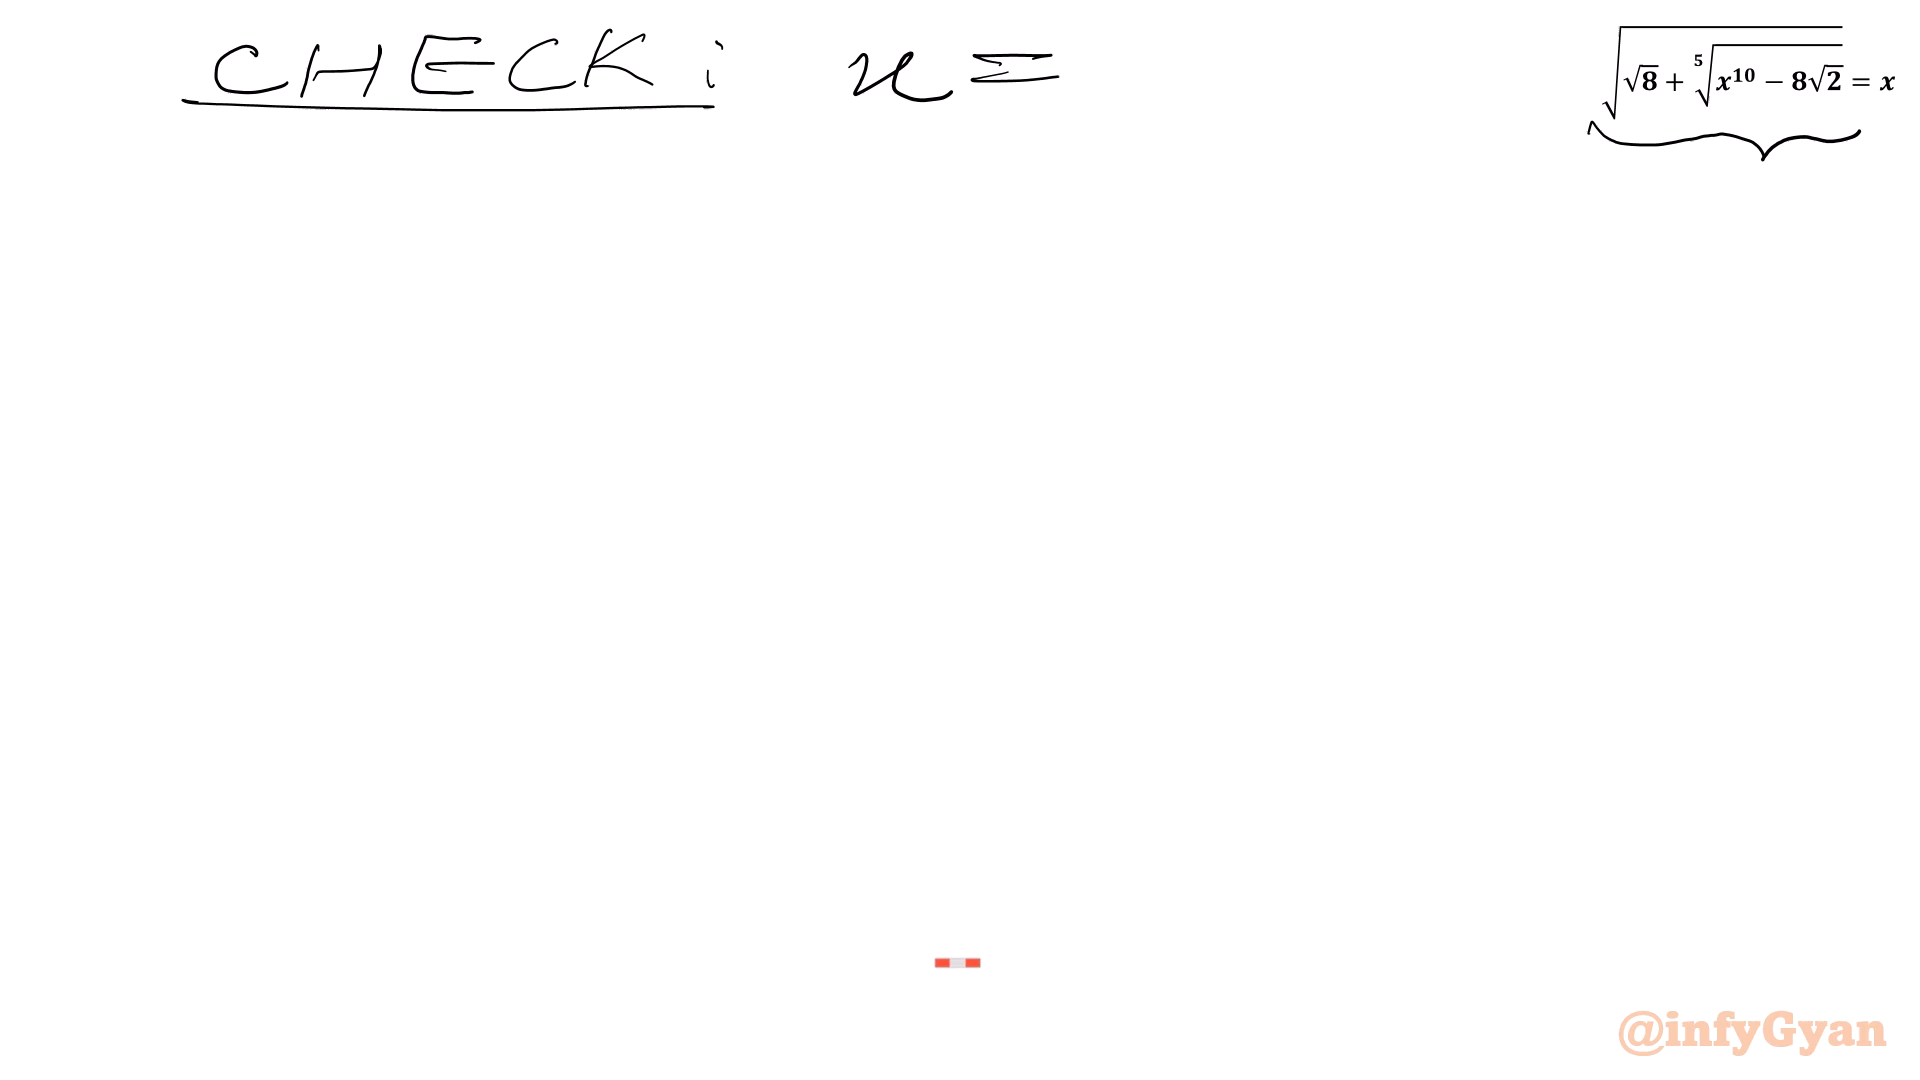 CHECK : x =
√(√8 + ⁵√(x¹⁰ − 8√2)) = x
@infyGyan